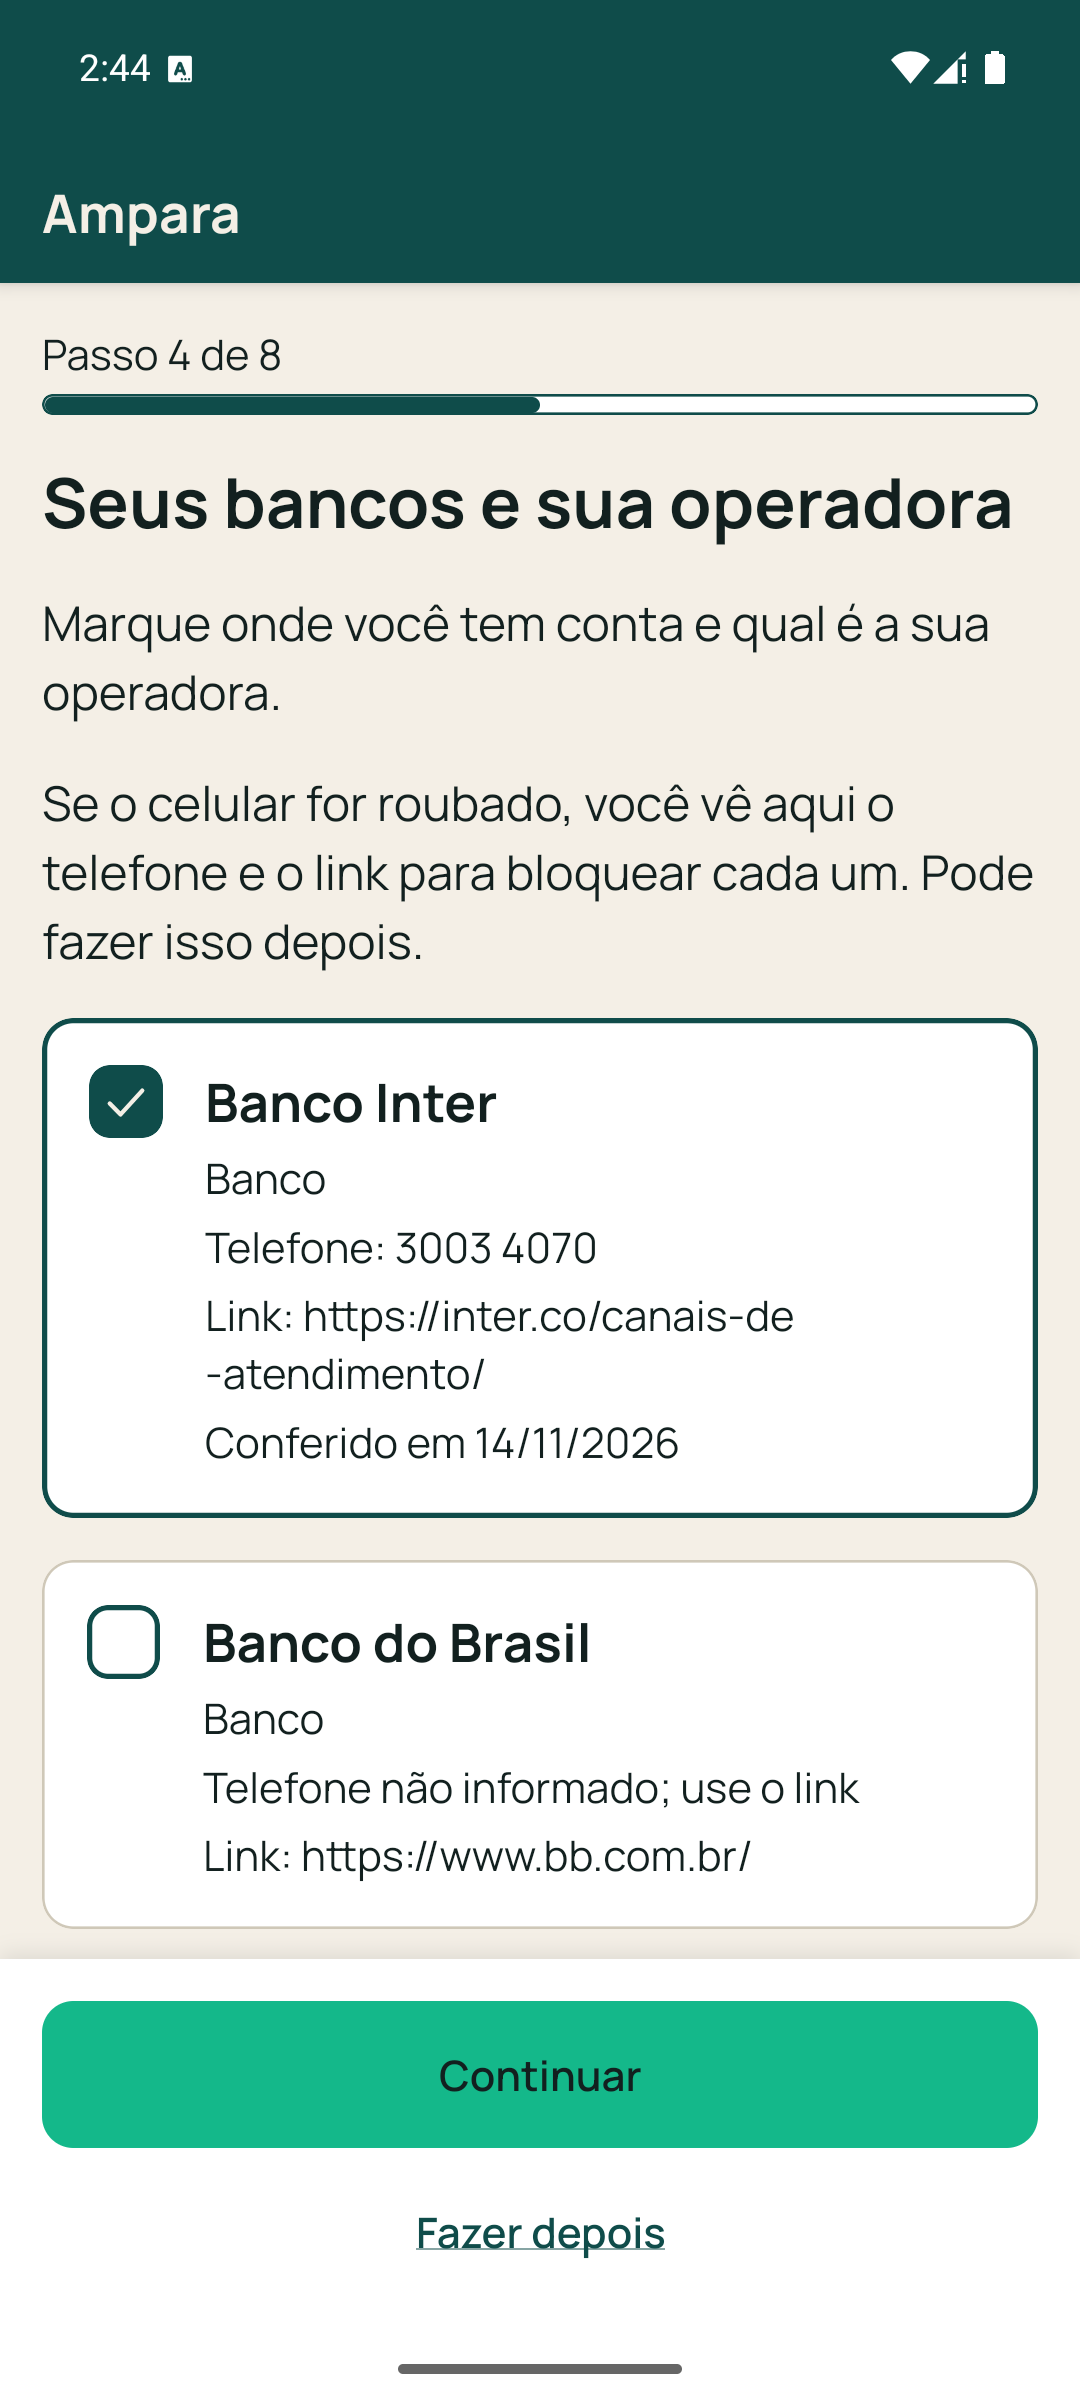 2:44
Ampara
Passo 4 de 8
Seus bancos e sua operadora
Marque onde você tem conta e qual é a sua
operadora.
Se o celular for roubado, você vê aqui o
telefone e o link para bloquear cada um. Pode
fazer isso depois.
Banco Inter
Banco
Telefone: 3003 4070
Link: https://inter.co/canais-de
-atendimento/
Conferido em 14/11/2026
Banco do Brasil
Banco
Telefone não informado; use o link
Link: https://www.bb.com.br/
Continuar
Fazer depois